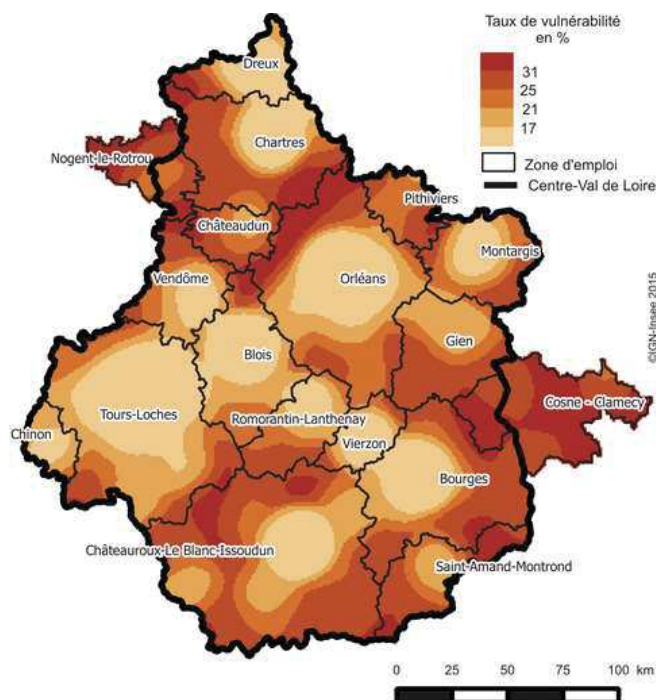 Taux de vulnérabilité
en %
31
25
21
17
Zone d'emploi
Centre-Val de Loire
Dreux
Chartres
Nogent-le-Rotrou
Pithiviers
Châteaudun
Montargis
Orléans
Vendôme
©IGN-Insee 2015
Gien
Blois
Cosne - Clamecy
Tours-Loches
Romorantin-Lanthenay
Chinon
Vierzon
Bourges
Châteauroux-Le Blanc-Issoudun
Saint-Amand-Montrond
0 25 50 75 100 km